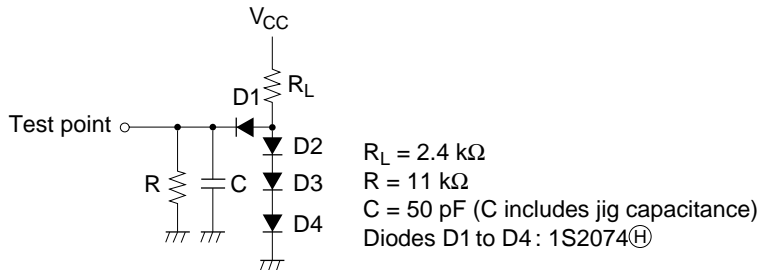 VCC
RL
D1
Test point
D2
R
C
D3
D4
RL = 2.4 kΩ
R = 11 kΩ
C = 50 pF (C includes jig capacitance)
Diodes D1 to D4 : 1S2074Ⓗ